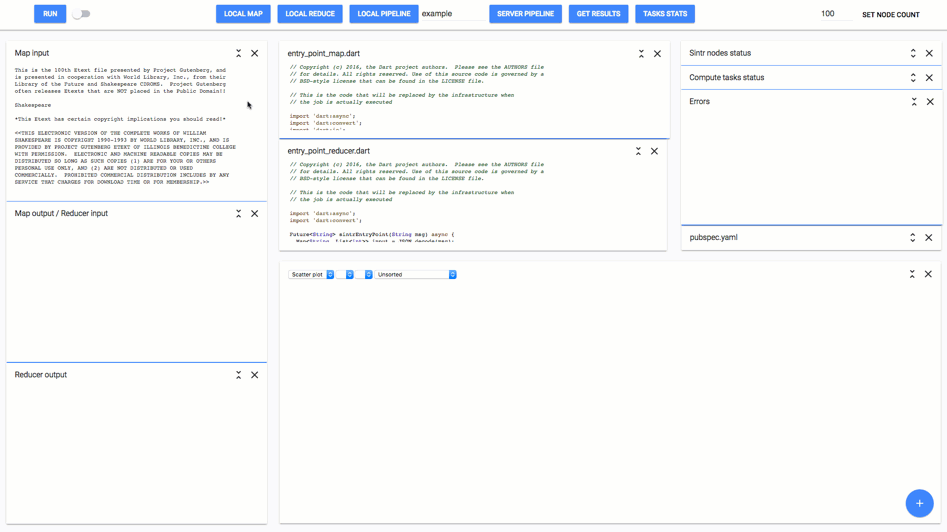 RUN
LOCAL MAP
LOCAL REDUCE
LOCAL PIPELINE
example
SERVER PIPELINE
GET RESULTS
TASKS STATS
100
SET NODE COUNT
Map input
This is the 100th Etext file presented by Project Gutenberg, and
is presented in cooperation with World Library, Inc., from their
Library of the Future and Shakespeare CDROMS.  Project Gutenberg
often releases Etexts that are NOT placed in the Public Domain!!
Shakespeare
*This Etext has certain copyright implications you should read!*
<<THIS ELECTRONIC VERSION OF THE COMPLETE WORKS OF WILLIAM
SHAKESPEARE IS COPYRIGHT 1990-1993 BY WORLD LIBRARY, INC., AND IS
PROVIDED BY PROJECT GUTENBERG ETEXT OF ILLINOIS BENEDICTINE COLLEGE
WITH PERMISSION.  ELECTRONIC AND MACHINE READABLE COPIES MAY BE
DISTRIBUTED SO LONG AS SUCH COPIES (1) ARE FOR YOUR OR OTHERS
PERSONAL USE ONLY, AND (2) ARE NOT DISTRIBUTED OR USED
COMMERCIALLY.  PROHIBITED COMMERCIAL DISTRIBUTION INCLUDES BY ANY
SERVICE THAT CHARGES FOR DOWNLOAD TIME OR FOR MEMBERSHIP.>>
Map output / Reducer input
Reducer output
entry_point_map.dart
// Copyright (c) 2016, the Dart project authors.  Please see the AUTHORS file
// for details. All rights reserved. Use of this source code is governed by a
// BSD-style license that can be found in the LICENSE file.
// This is the code that will be replaced by the infrastructure when
// the job is actually executed
import 'dart:async';
import 'dart:convert';
import 'dart:io';
entry_point_reducer.dart
// Copyright (c) 2016, the Dart project authors.  Please see the AUTHORS file
// for details. All rights reserved. Use of this source code is governed by a
// BSD-style license that can be found in the LICENSE file.
// This is the code that will be replaced by the infrastructure when
// the job is actually executed
import 'dart:async';
import 'dart:convert';
Future<String> sintrEntryPoint(String msg) async {
Map<String, List<int>> input = JSON.decode(msg);
Scatter plot
Unsorted
Sintr nodes status
Compute tasks status
Errors
pubspec.yaml